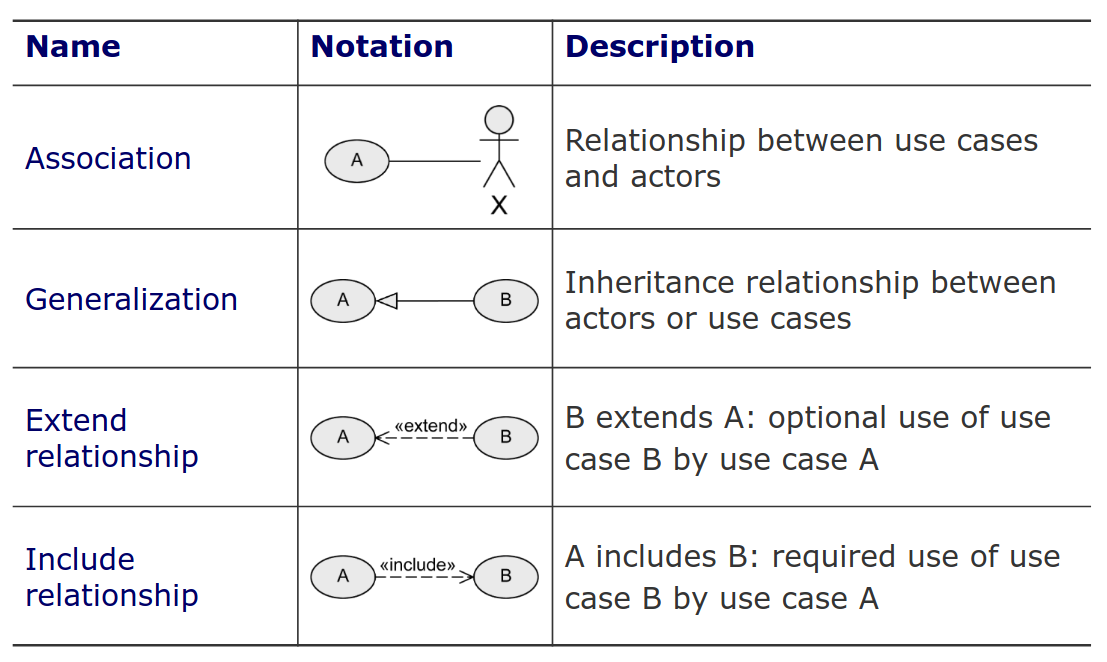 Name
Notation
Description
Association
A
X
Relationship between use cases
and actors
Generalization
A
B
Inheritance relationship between
actors or use cases
Extend
relationship
A
«extend»
B
B extends A: optional use of use
case B by use case A
Include
relationship
A
«include»
B
A includes B: required use of use
case B by use case A